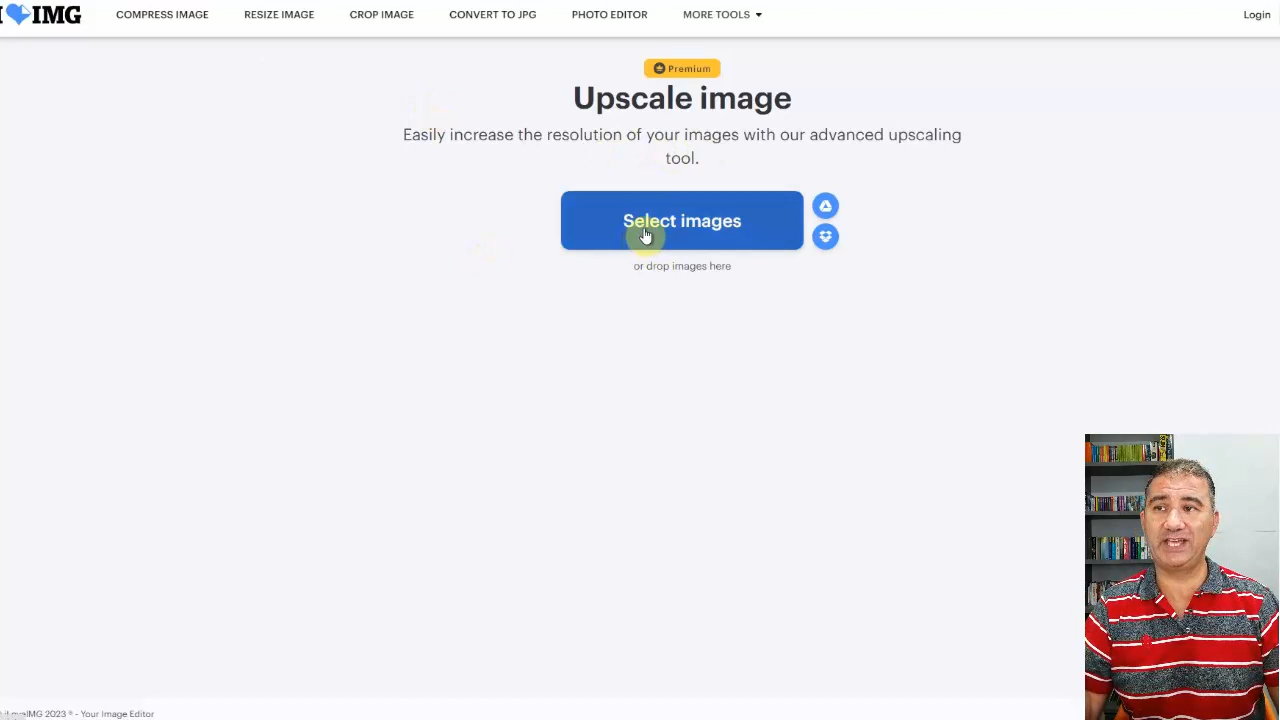 IMG
COMPRESS IMAGE
RESIZE IMAGE
CROP IMAGE
CONVERT TO JPG
PHOTO EDITOR
MORE TOOLS
Login
Premium
Upscale image
Easily increase the resolution of your images with our advanced upscaling
tool.
Select images
or drop images here
2023 ® - Your Image Editor